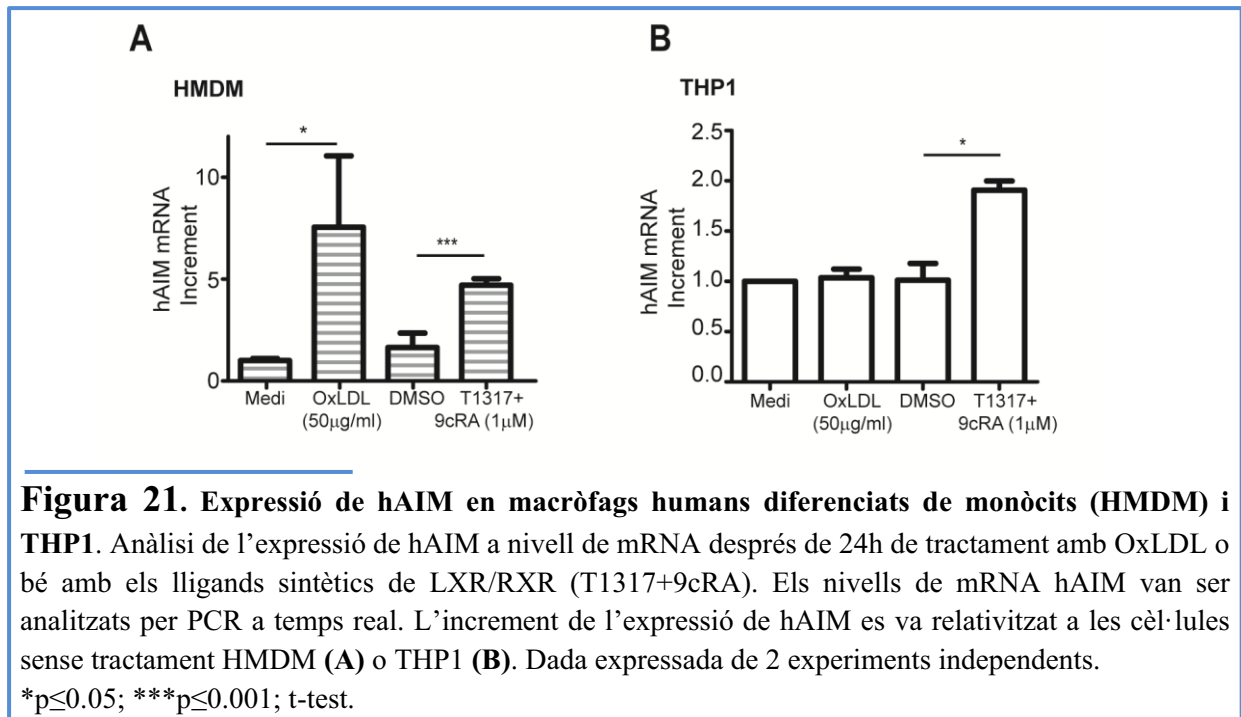 A
HMDM
hAIM mRNA
Increment
10
5
0
*
***
Medi
OxLDL
(50µg/ml)
DMSO
T1317+
9cRA (1µM)
B
THP1
hAIM mRNA
Increment
2.5
2.0
1.5
1.0
0.5
0.0
*
Medi
OxLDL
(50µg/ml)
DMSO
T1317+
9cRA (1µM)
Figura 21. Expressió de hAIM en macròfags humans diferenciats de monòcits (HMDM) i
THP1. Anàlisi de l’expressió de hAIM a nivell de mRNA després de 24h de tractament amb OxLDL o
bé amb els lligands sintètics de LXR/RXR (T1317+9cRA). Els nivells de mRNA hAIM van ser
analitzats per PCR a temps real. L’increment de l’expressió de hAIM es va relativitzat a les cèl·lules
sense tractament HMDM (A) o THP1 (B). Dada expressada de 2 experiments independents.
*p≤0.05; ***p≤0.001; t-test.